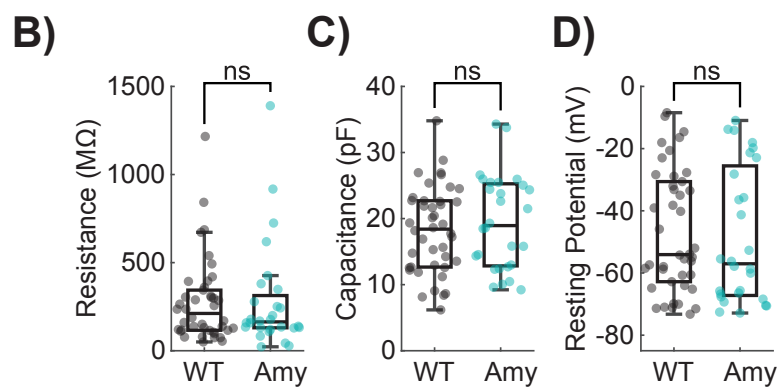 B)
Resistance (MΩ)
1500
1000
500
0
ns
WT
Amy
C)
Capacitance (pF)
40
30
20
10
0
ns
WT
Amy
D)
Resting Potential (mV)
0
-20
-40
-60
-80
ns
WT
Amy